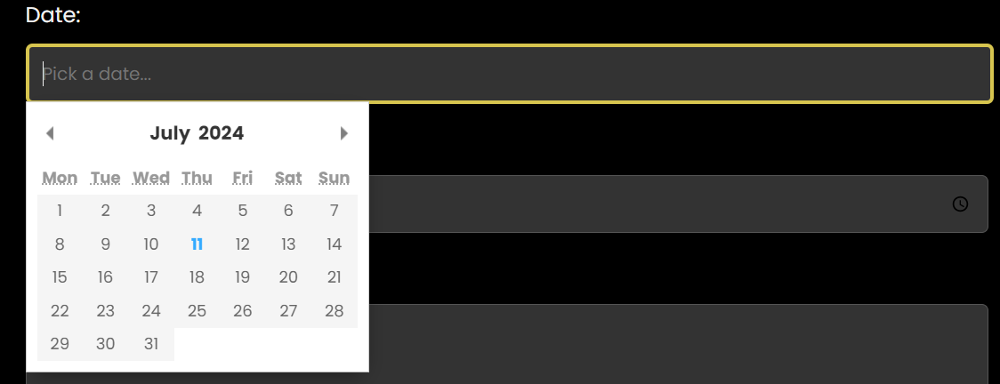 Date:
Pick a date...
July 2024
Mon Tue Wed Thu Fri Sat Sun
1 2 3 4 5 6 7
8 9 10 11 12 13 14
15 16 17 18 19 20 21
22 23 24 25 26 27 28
29 30 31